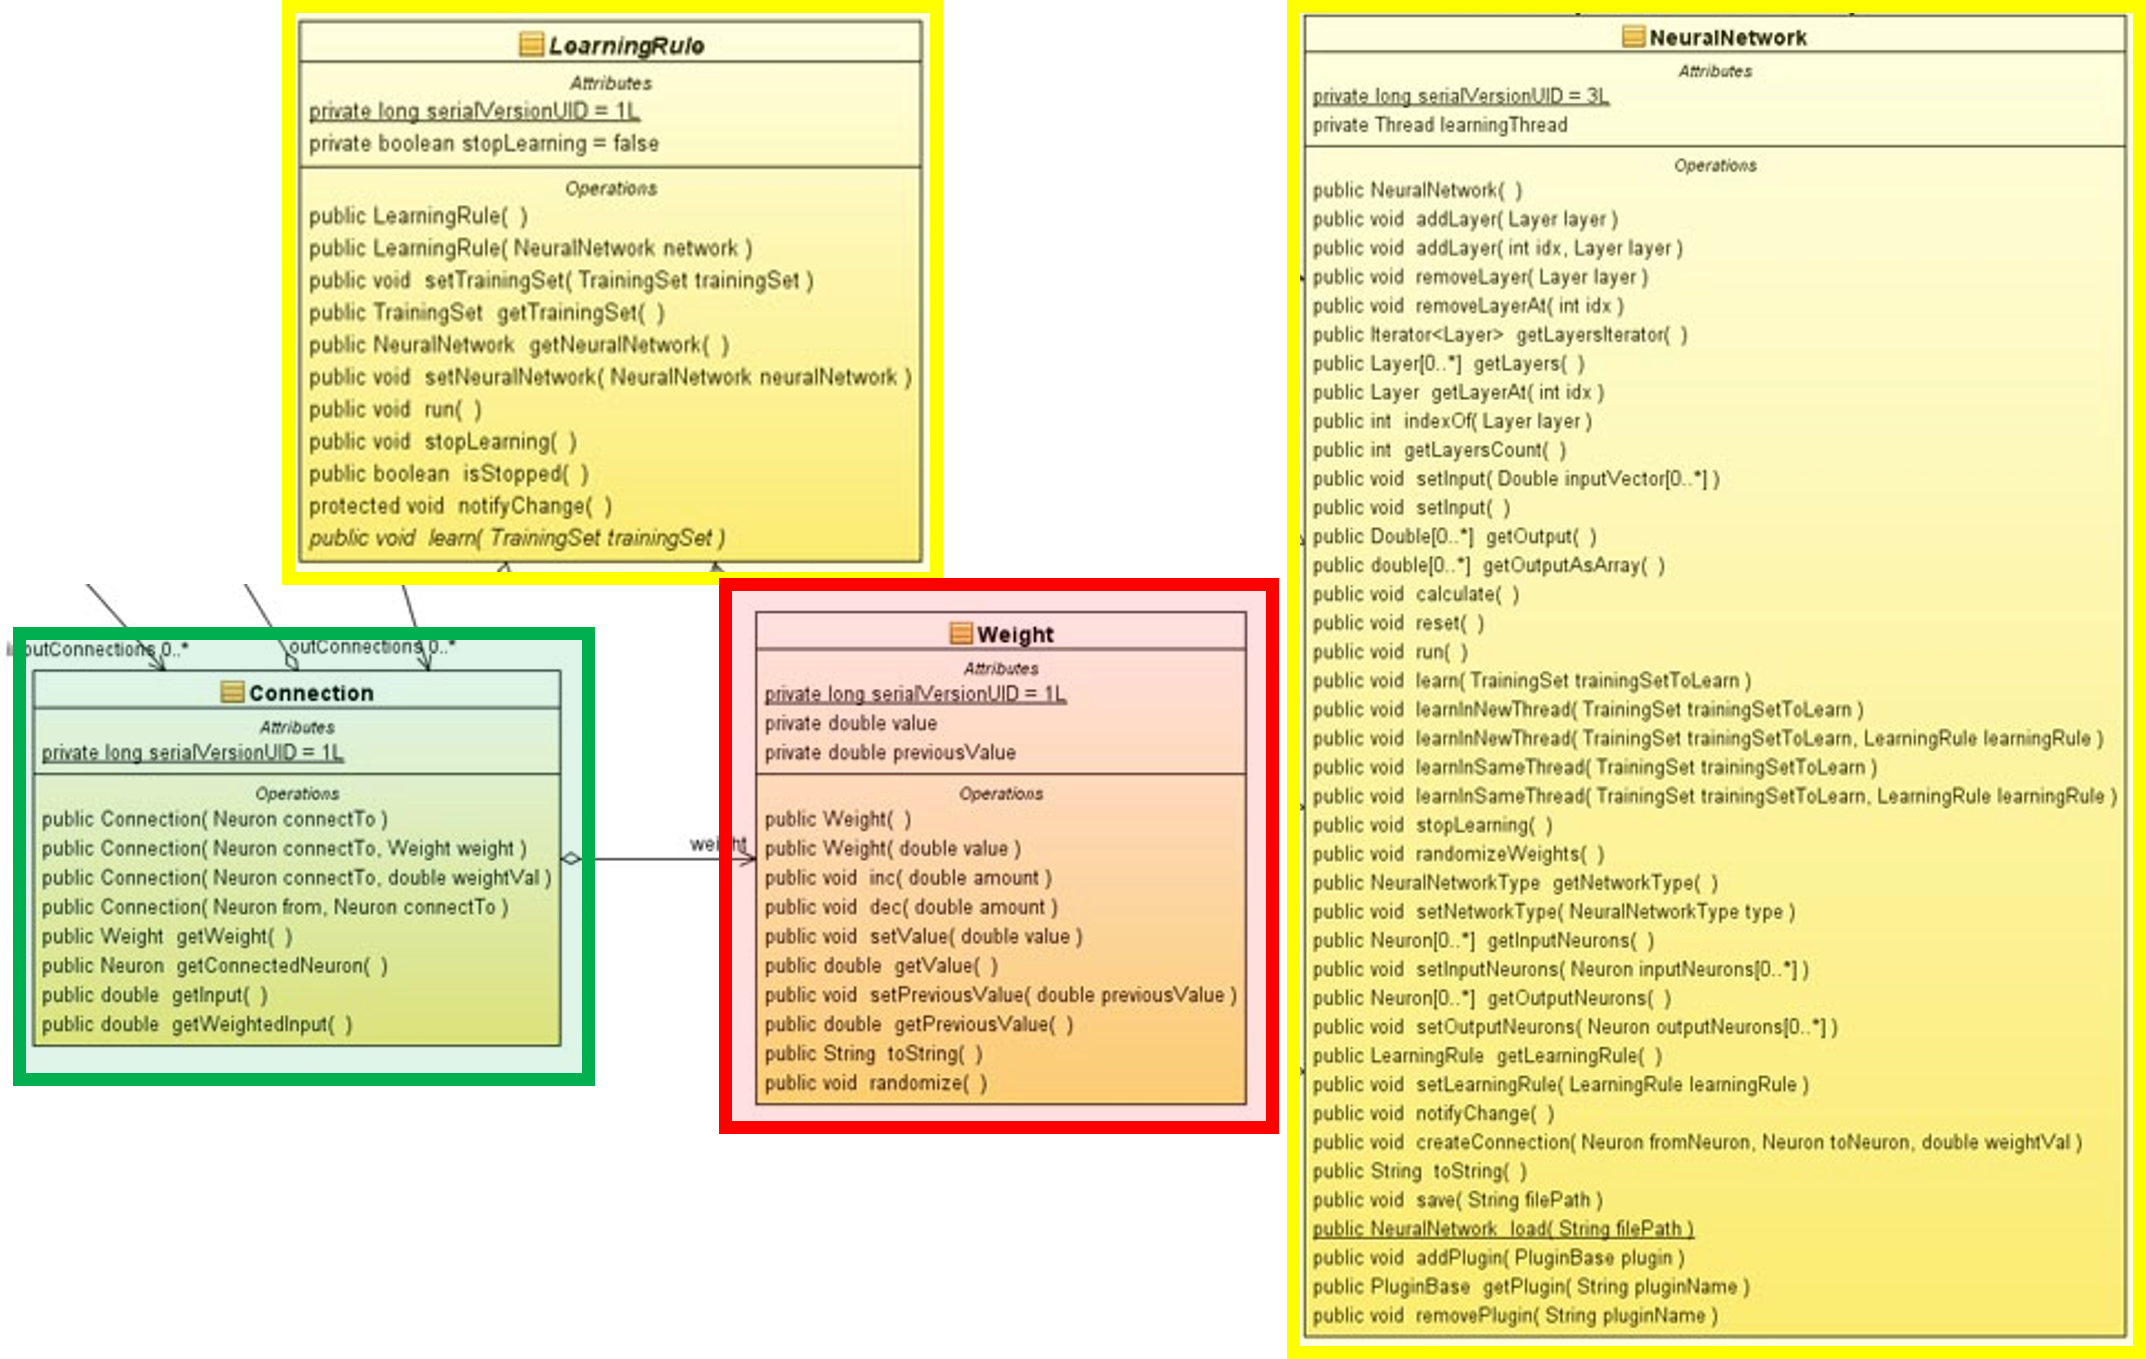 LearningRule
Attributes
private long serialVersionUID = 1L
private boolean stopLearning = false
Operations
public LearningRule( )
public LearningRule( NeuralNetwork network )
public void setTrainingSet( TrainingSet trainingSet )
public TrainingSet getTrainingSet( )
public NeuralNetwork getNeuralNetwork( )
public void setNeuralNetwork( NeuralNetwork neuralNetwork )
public void run( )
public void stopLearning( )
public boolean isStopped( )
protected void notifyChange( )
public void learn( TrainingSet trainingSet )
outConnections 0..*
Connection
Attributes
private long serialVersionUID = 1L
Operations
public Connection( Neuron connectTo )
public Connection( Neuron connectTo, Weight weight )
public Connection( Neuron connectTo, double weightVal )
public Connection( Neuron from, Neuron connectTo )
public Weight getWeight( )
public Neuron getConnectedNeuron( )
public double getInput( )
public double getWeightedInput( )
weight
Weight
Attributes
private long serialVersionUID = 1L
private double value
private double previousValue
Operations
public Weight( )
public Weight( double value )
public void inc( double amount )
public void dec( double amount )
public void setValue( double value )
public double getValue( )
public void setPreviousValue( double previousValue )
public double getPreviousValue( )
public String toString( )
public void randomize( )
NeuralNetwork
Attributes
private long serialVersionUID = 3L
private Thread learningThread
Operations
public NeuralNetwork( )
public void addLayer( Layer layer )
public void addLayer( int idx, Layer layer )
public void removeLayer( Layer layer )
public void removeLayerAt( int idx )
public Iterator<Layer> getLayersIterator( )
public Layer[0..*] getLayers( )
public Layer getLayerAt( int idx )
public int indexOf( Layer layer )
public int getLayersCount( )
public void setInput( Double inputVector[0..*] )
public void setInput( )
public Double[0..*] getOutput( )
public double[0..*] getOutputAsArray( )
public void calculate( )
public void reset( )
public void run( )
public void learn( TrainingSet trainingSetToLearn )
public void learnInNewThread( TrainingSet trainingSetToLearn )
public void learnInNewThread( TrainingSet trainingSetToLearn, LearningRule learningRule )
public void learnInSameThread( TrainingSet trainingSetToLearn )
public void learnInSameThread( TrainingSet trainingSetToLearn, LearningRule learningRule )
public void stopLearning( )
public void randomizeWeights( )
public NeuralNetworkType getNetworkType( )
public void setNetworkType( NeuralNetworkType type )
public Neuron[0..*] getInputNeurons( )
public void setInputNeurons( Neuron inputNeurons[0..*] )
public Neuron[0..*] getOutputNeurons( )
public void setOutputNeurons( Neuron outputNeurons[0..*] )
public LearningRule getLearningRule( )
public void setLearningRule( LearningRule learningRule )
public void notifyChange( )
public void createConnection( Neuron fromNeuron, Neuron toNeuron, double weightVal )
public String toString( )
public void save( String filePath )
public NeuralNetwork load( String filePath )
public void addPlugin( PluginBase plugin )
public PluginBase getPlugin( String pluginName )
public void removePlugin( String pluginName )